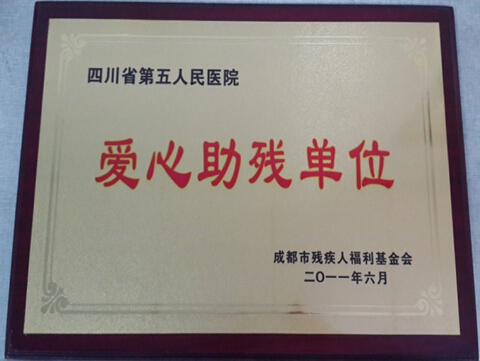 四川省第五人民医院
爱心助残单位
成都市残疾人福利基金会
二〇一一年六月